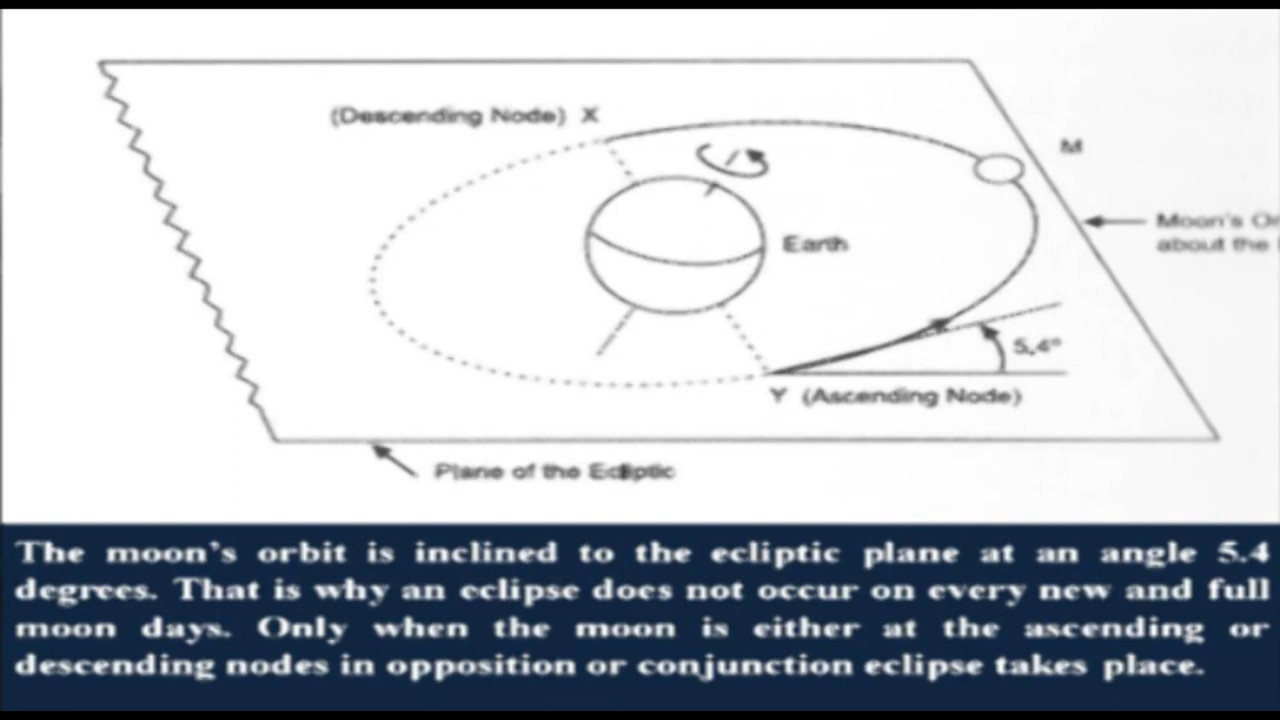 (Descending Node) X
M
Moon's
Earth
about the
5.4°
Y (Ascending Node)
Plane of the Ecliptic
The moon's orbit is inclined to the ecliptic plane at an angle 5.4
degrees. That is why an eclipse does not occur on every new and full
moon days. Only when the moon is either at the ascending or
descending nodes in opposition or conjunction eclipse takes place.